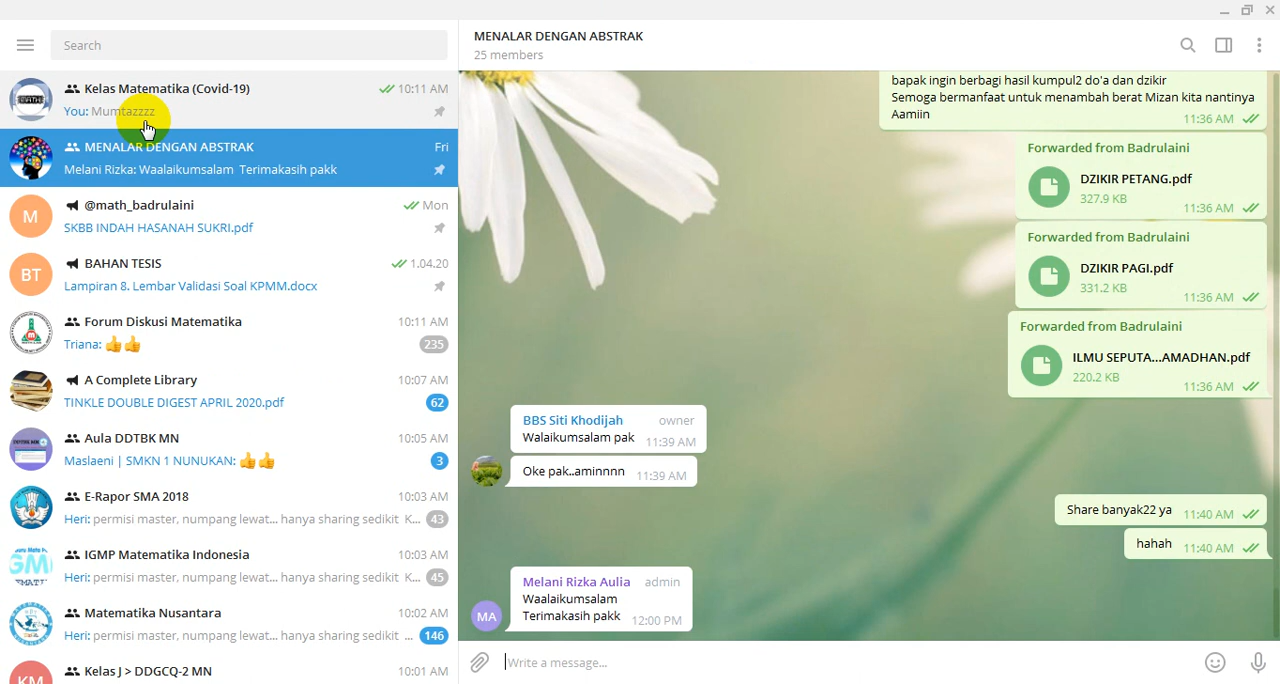 Search
Kelas Matematika (Covid-19)
10:11 AM
You: Mumtazzzz
MENALAR DENGAN ABSTRAK
Fri
Melani Rizka: Waalaikumsalam Terimakasih pakk
M
@math_badrulaini
Mon
SKBB INDAH HASANAH SUKRI.pdf
BT
BAHAN TESIS
1.04.20
Lampiran 8. Lembar Validasi Soal KPMM.docx
Forum Diskusi Matematika
10:11 AM
Triana: 👍👍
235
A Complete Library
10:07 AM
TINKLE DOUBLE DIGEST APRIL 2020.pdf
62
Aula DDTBK MN
10:05 AM
Maslaeni | SMKN 1 NUNUKAN: 👍👍
3
E-Rapor SMA 2018
10:03 AM
Heri: permisi master, numpang lewat... hanya sharing sedikit K...
43
IGMP Matematika Indonesia
10:03 AM
Heri: permisi master, numpang lewat... hanya sharing sedikit K...
45
Matematika Nusantara
10:02 AM
Heri: permisi master, numpang lewat... hanya sharing sedikit ...
146
KM
Kelas J > DDGCQ-2 MN
10:01 AM
MENALAR DENGAN ABSTRAK
25 members
bapak ingin berbagi hasil kumpul2 do'a dan dzikir
Semoga bermanfaat untuk menambah berat Mizan kita nantinya
Aamiin
11:36 AM
Forwarded from Badrulaini
DZIKIR PETANG.pdf
327.9 KB
11:36 AM
Forwarded from Badrulaini
DZIKIR PAGI.pdf
331.2 KB
11:36 AM
Forwarded from Badrulaini
ILMU SEPUTA...AMADHAN.pdf
220.2 KB
11:36 AM
BBS Siti Khodijah owner
Walaikumsalam pak 11:39 AM
Oke pak..aminnnn 11:39 AM
Share banyak22 ya 11:40 AM
hahah 11:40 AM
Melani Rizka Aulia admin
Waalaikumsalam
Terimakasih pakk 12:00 PM
MA
Write a message...